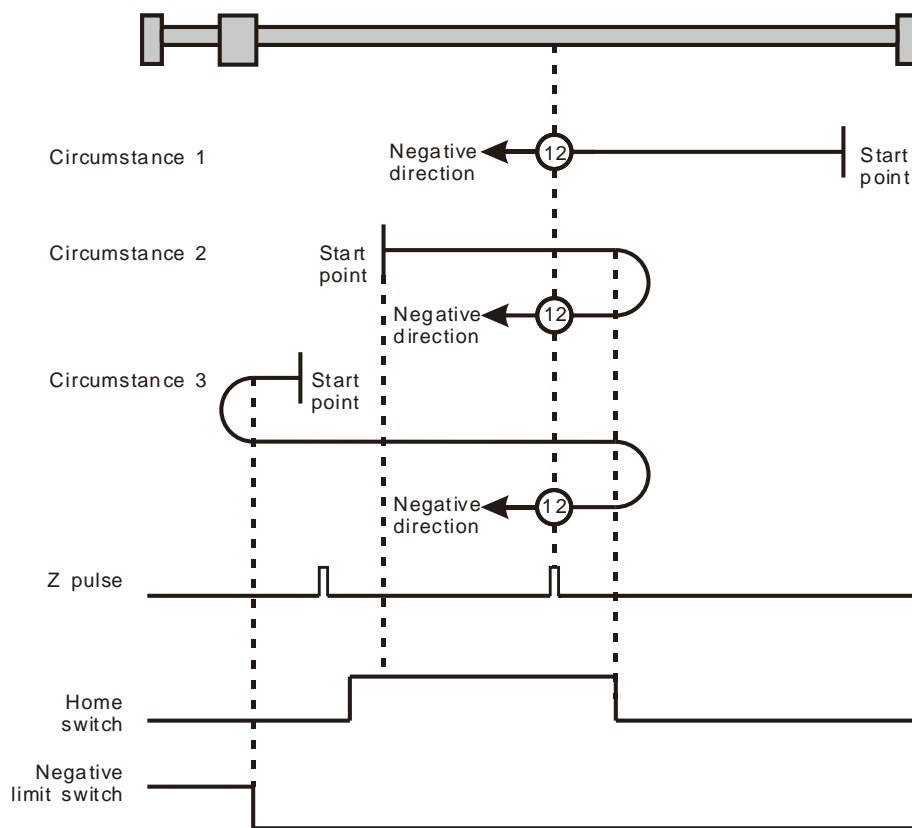 Circumstance 1
Negative
direction
12
Start
point
Circumstance 2
Start
point
Negative
direction
12
Circumstance 3
Start
point
Negative
direction
12
Z pulse
Home
switch
Negative
limit switch